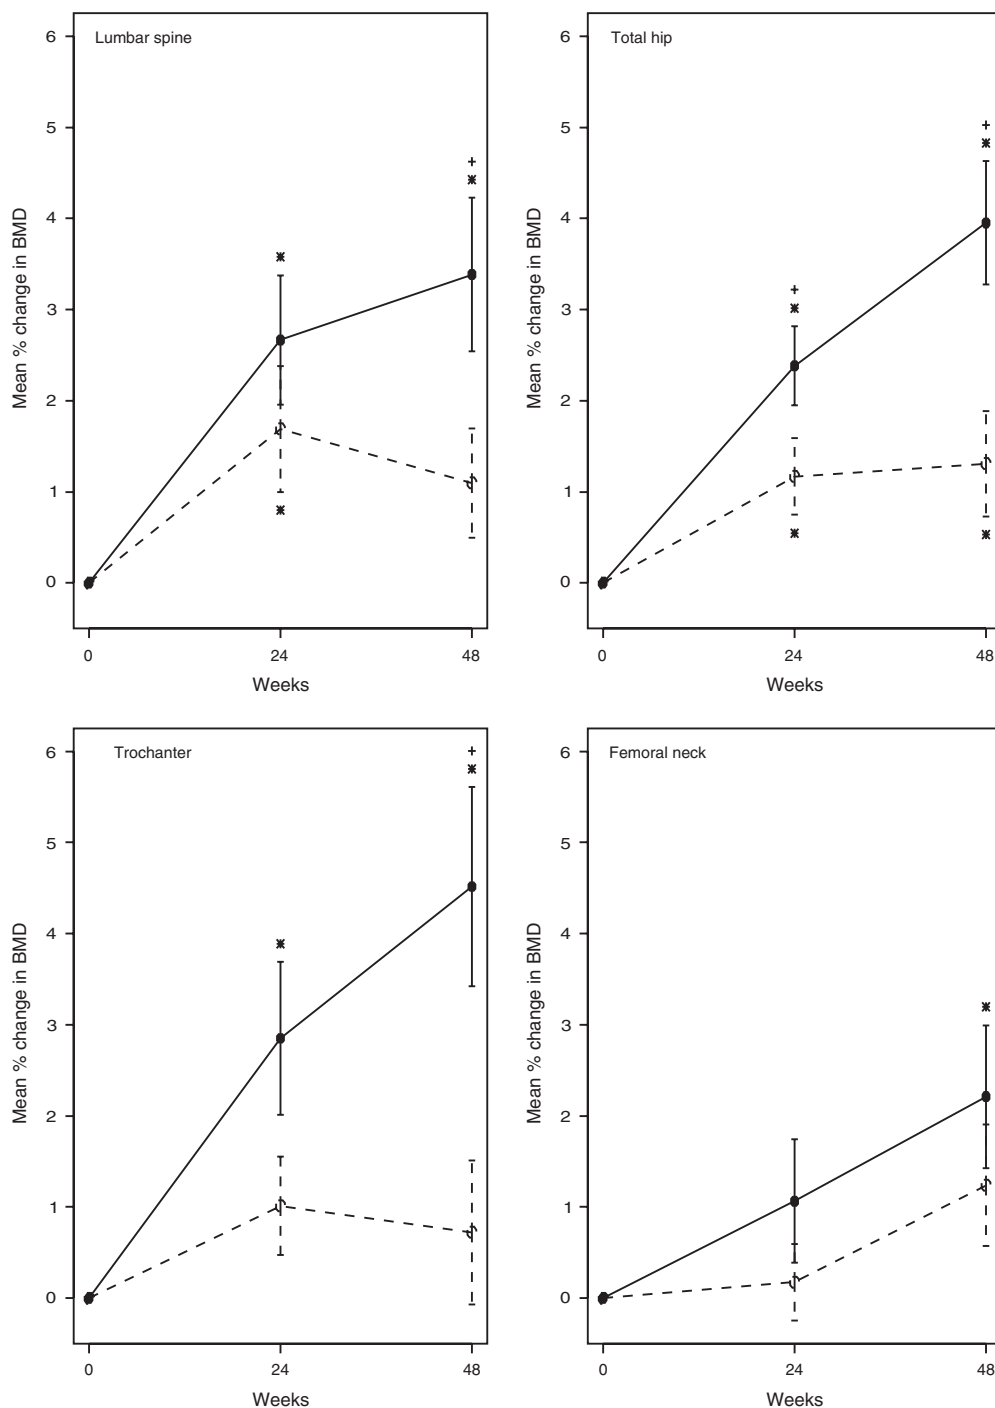 Lumbar spine
6
5
4
3
2
1
0
Mean % change in BMD
+
*
*
*
0 24 48
Weeks
Total hip
6
5
4
3
2
1
0
Mean % change in BMD
+
*
+
*
*
*
0 24 48
Weeks
Trochanter
6
5
4
3
2
1
0
Mean % change in BMD
+
*
*
0 24 48
Weeks
Femoral neck
6
5
4
3
2
1
0
Mean % change in BMD
*
0 24 48
Weeks